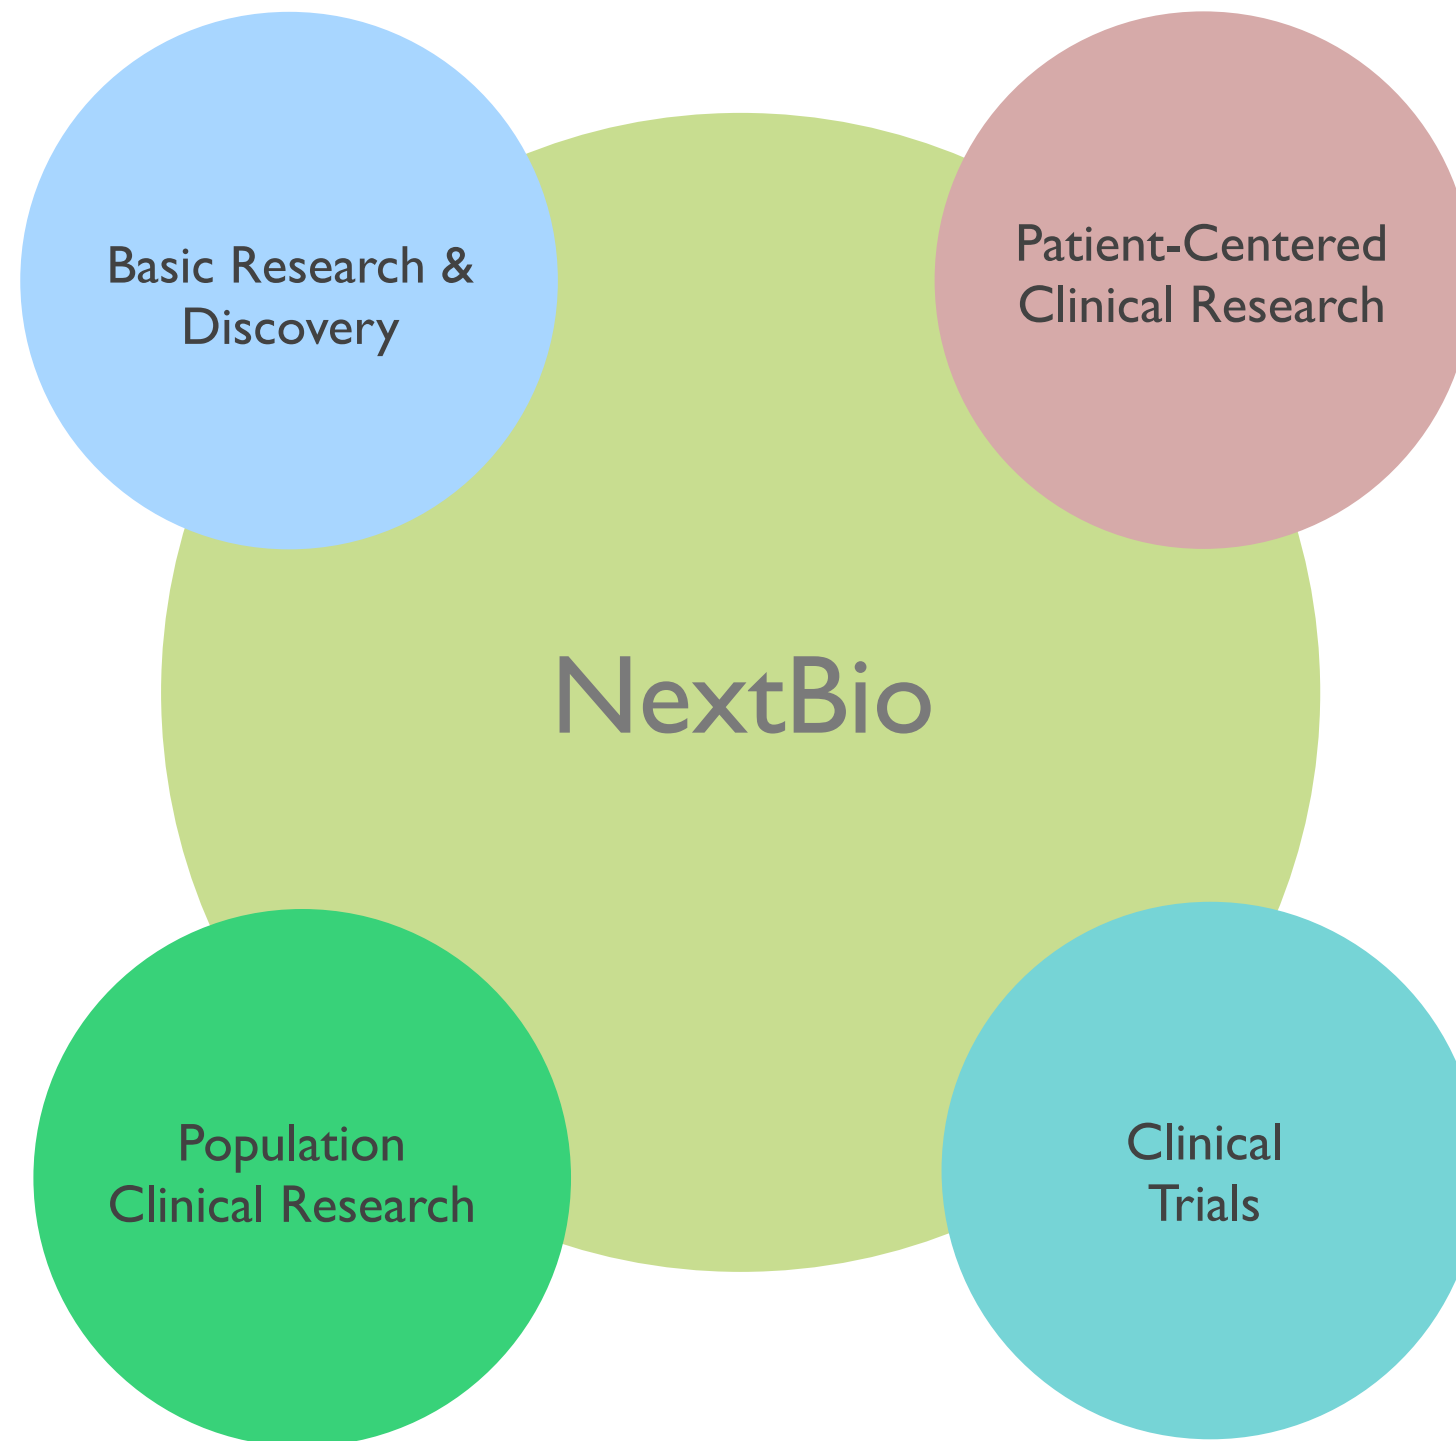 Basic Research &
Discovery
Patient-Centered
Clinical Research
NextBio
Population
Clinical Research
Clinical
Trials